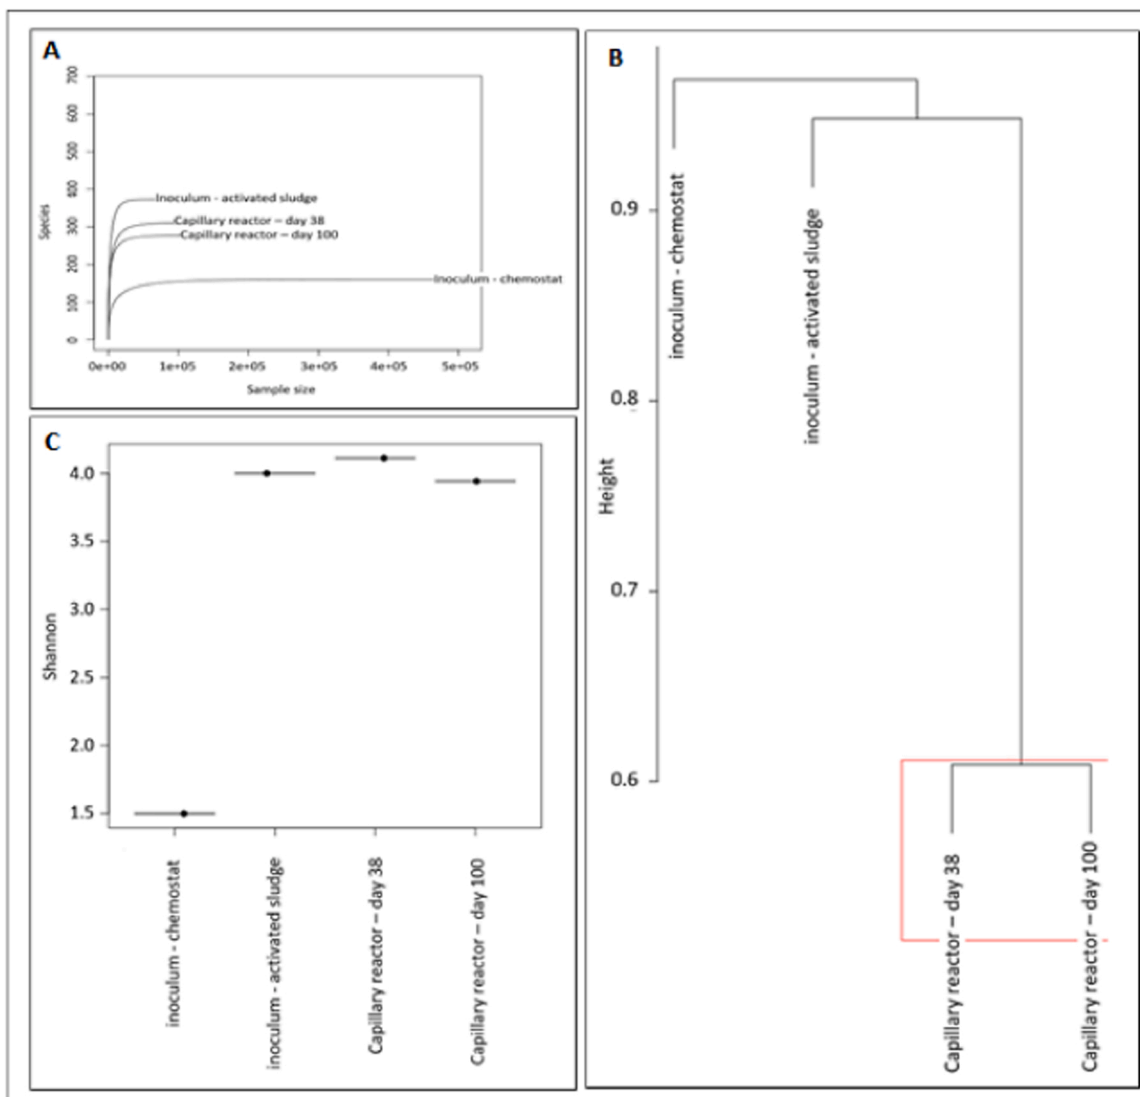 A
700
600
500
400
300
200
100
0
Species
Inoculum - activated sludge
Capillary reactor – day 38
Capillary reactor – day 100
Inoculum - chemostat
0e+00 1e+05 2e+05 3e+05 4e+05 5e+05
Sample size
B
0.9
0.8
0.7
0.6
Height
inoculum - chemostat
inoculum - activated sludge
Capillary reactor – day 38
Capillary reactor – day 100
C
4.0
3.5
3.0
2.5
2.0
1.5
Shannon
inoculum - chemostat
inoculum - activated sludge
Capillary reactor – day 38
Capillary reactor – day 100